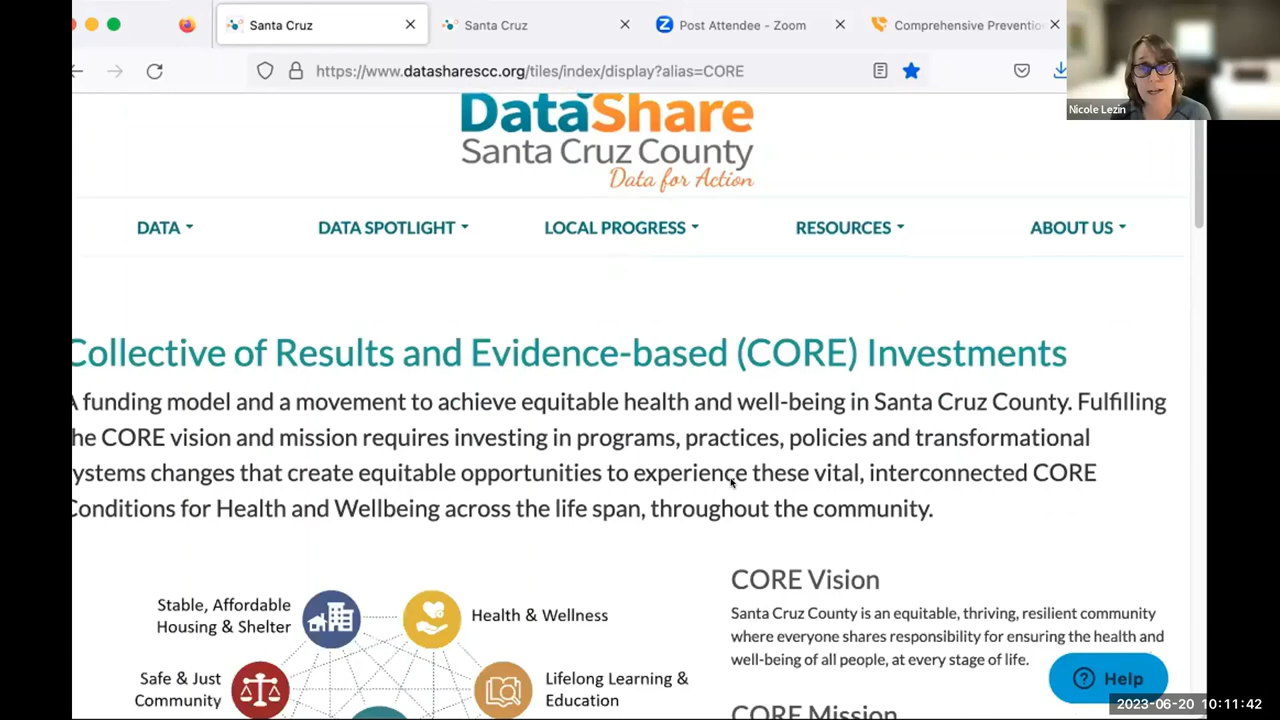 Santa Cruz
Santa Cruz
Post Attendee - Zoom
Comprehensive Preventio
https://www.datasharescc.org/tiles/index/display?alias=CORE
Nicole Lezin
DataShare
Santa Cruz County
Data for Action
DATA
DATA SPOTLIGHT
LOCAL PROGRESS
RESOURCES
ABOUT US
Collective of Results and Evidence-based (CORE) Investments
A funding model and a movement to achieve equitable health and well-being in Santa Cruz County. Fulfilling
he CORE vision and mission requires investing in programs, practices, policies and transformational
ystems changes that create equitable opportunities to experience these vital, interconnected CORE
Conditions for Health and Wellbeing across the life span, throughout the community.
Stable, Affordable
Housing & Shelter
Health & Wellness
Safe & Just
Community
Lifelong Learning &
Education
CORE Vision
Santa Cruz County is an equitable, thriving, resilient community
where everyone shares responsibility for ensuring the health and
well-being of all people, at every stage of life.
CORE Mission
Help
2023-06-20 10:11:42